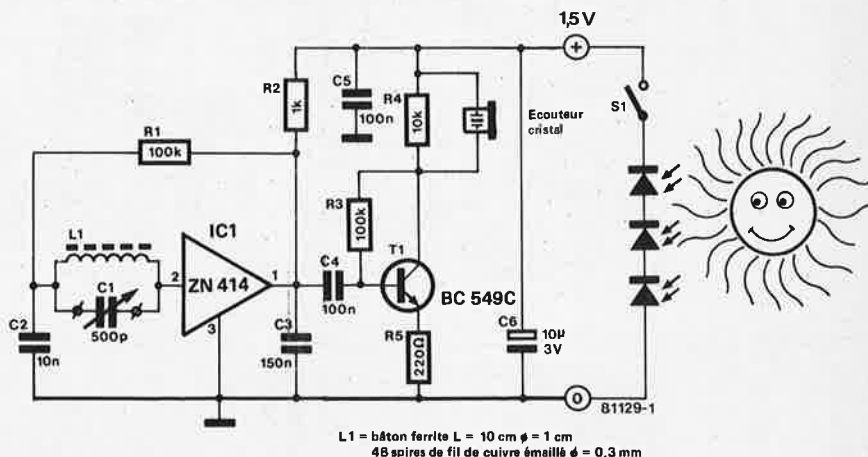 1,5 V
+
R2
1k
C5
100n
R4
10k
Ecouteur
cristal
S1
R1
100k
R3
100k
L1
IC1
T1
2
ZN 414
1
C4
100n
BC 549C
C1
500p
3
C2
10n
C3
150n
R5
220Ω
C6
10µ
3V
0
81129-1
L1 = bâton ferrite L = 10 cm ø = 1 cm
48 spires de fil de cuivre émaillé ø = 0,3 mm